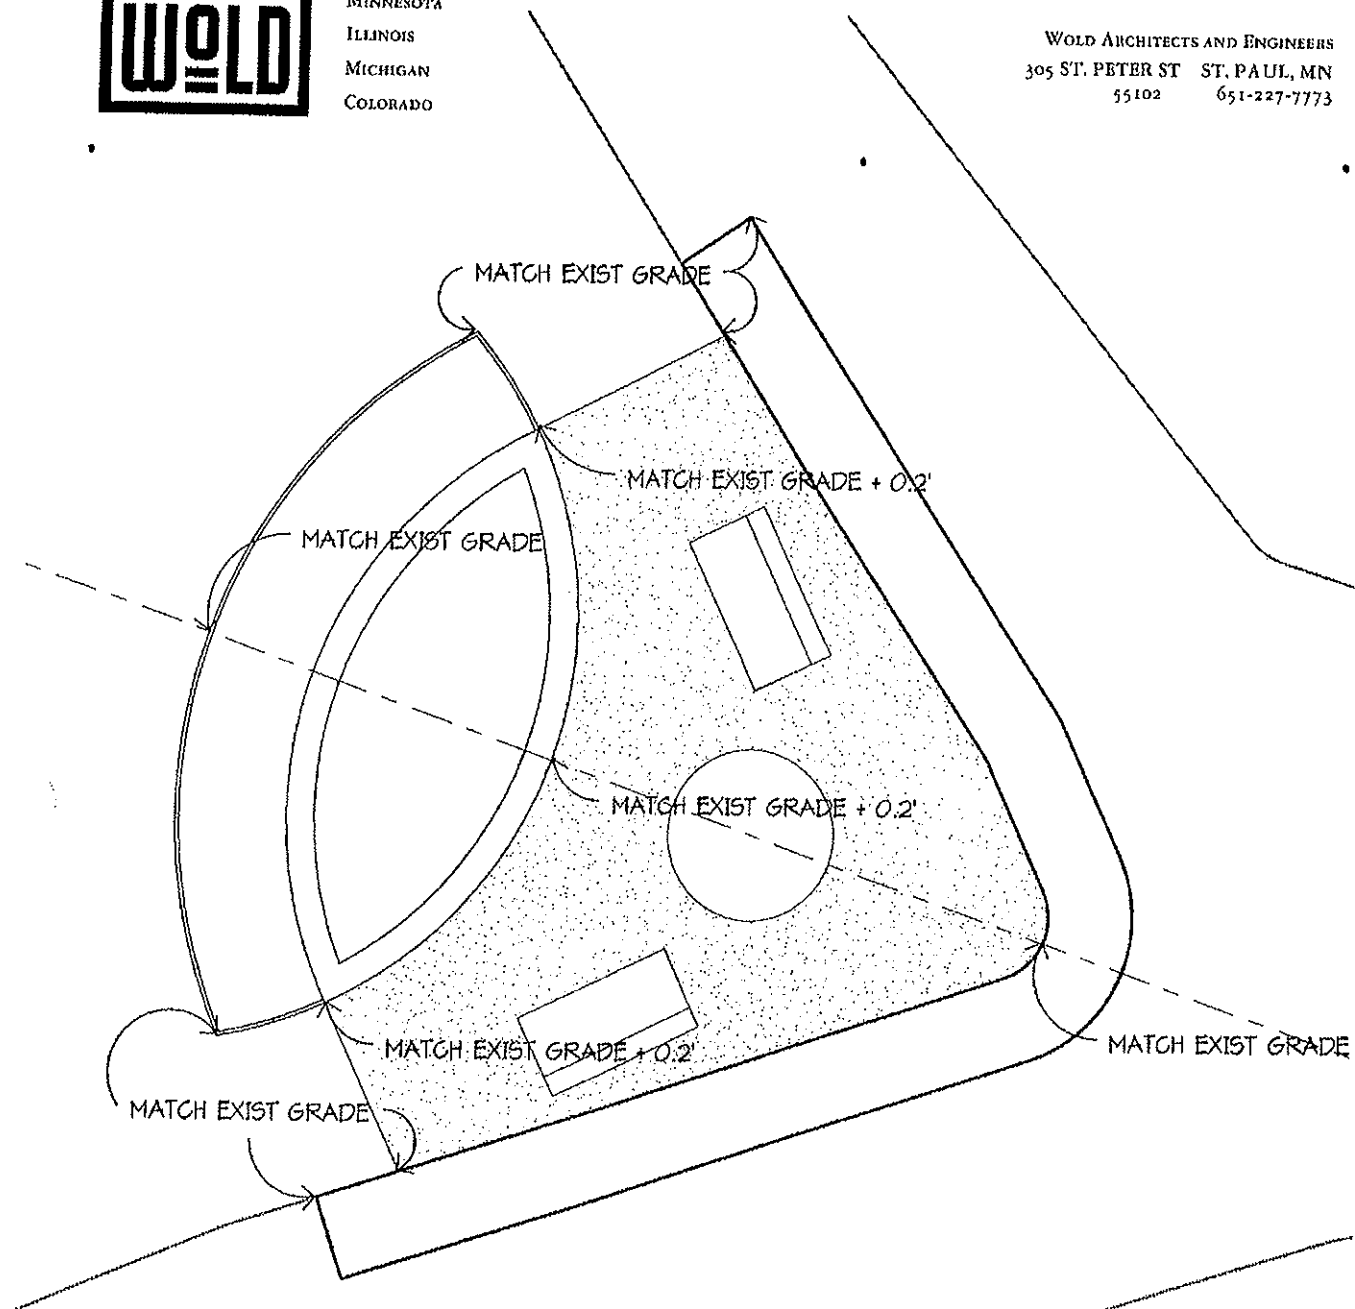 WOLD
MINNESOTA
ILLINOIS
MICHIGAN
COLORADO
WOLD ARCHITECTS AND ENGINEERS
305 ST. PETER ST ST. PAUL, MN
55102 651-227-7773
MATCH EXIST GRADE
MATCH EXIST GRADE + 0.2'
MATCH EXIST GRADE
MATCH EXIST GRADE + 0.2'
MATCH EXIST GRADE + 0.2'
MATCH EXIST GRADE
MATCH EXIST GRADE